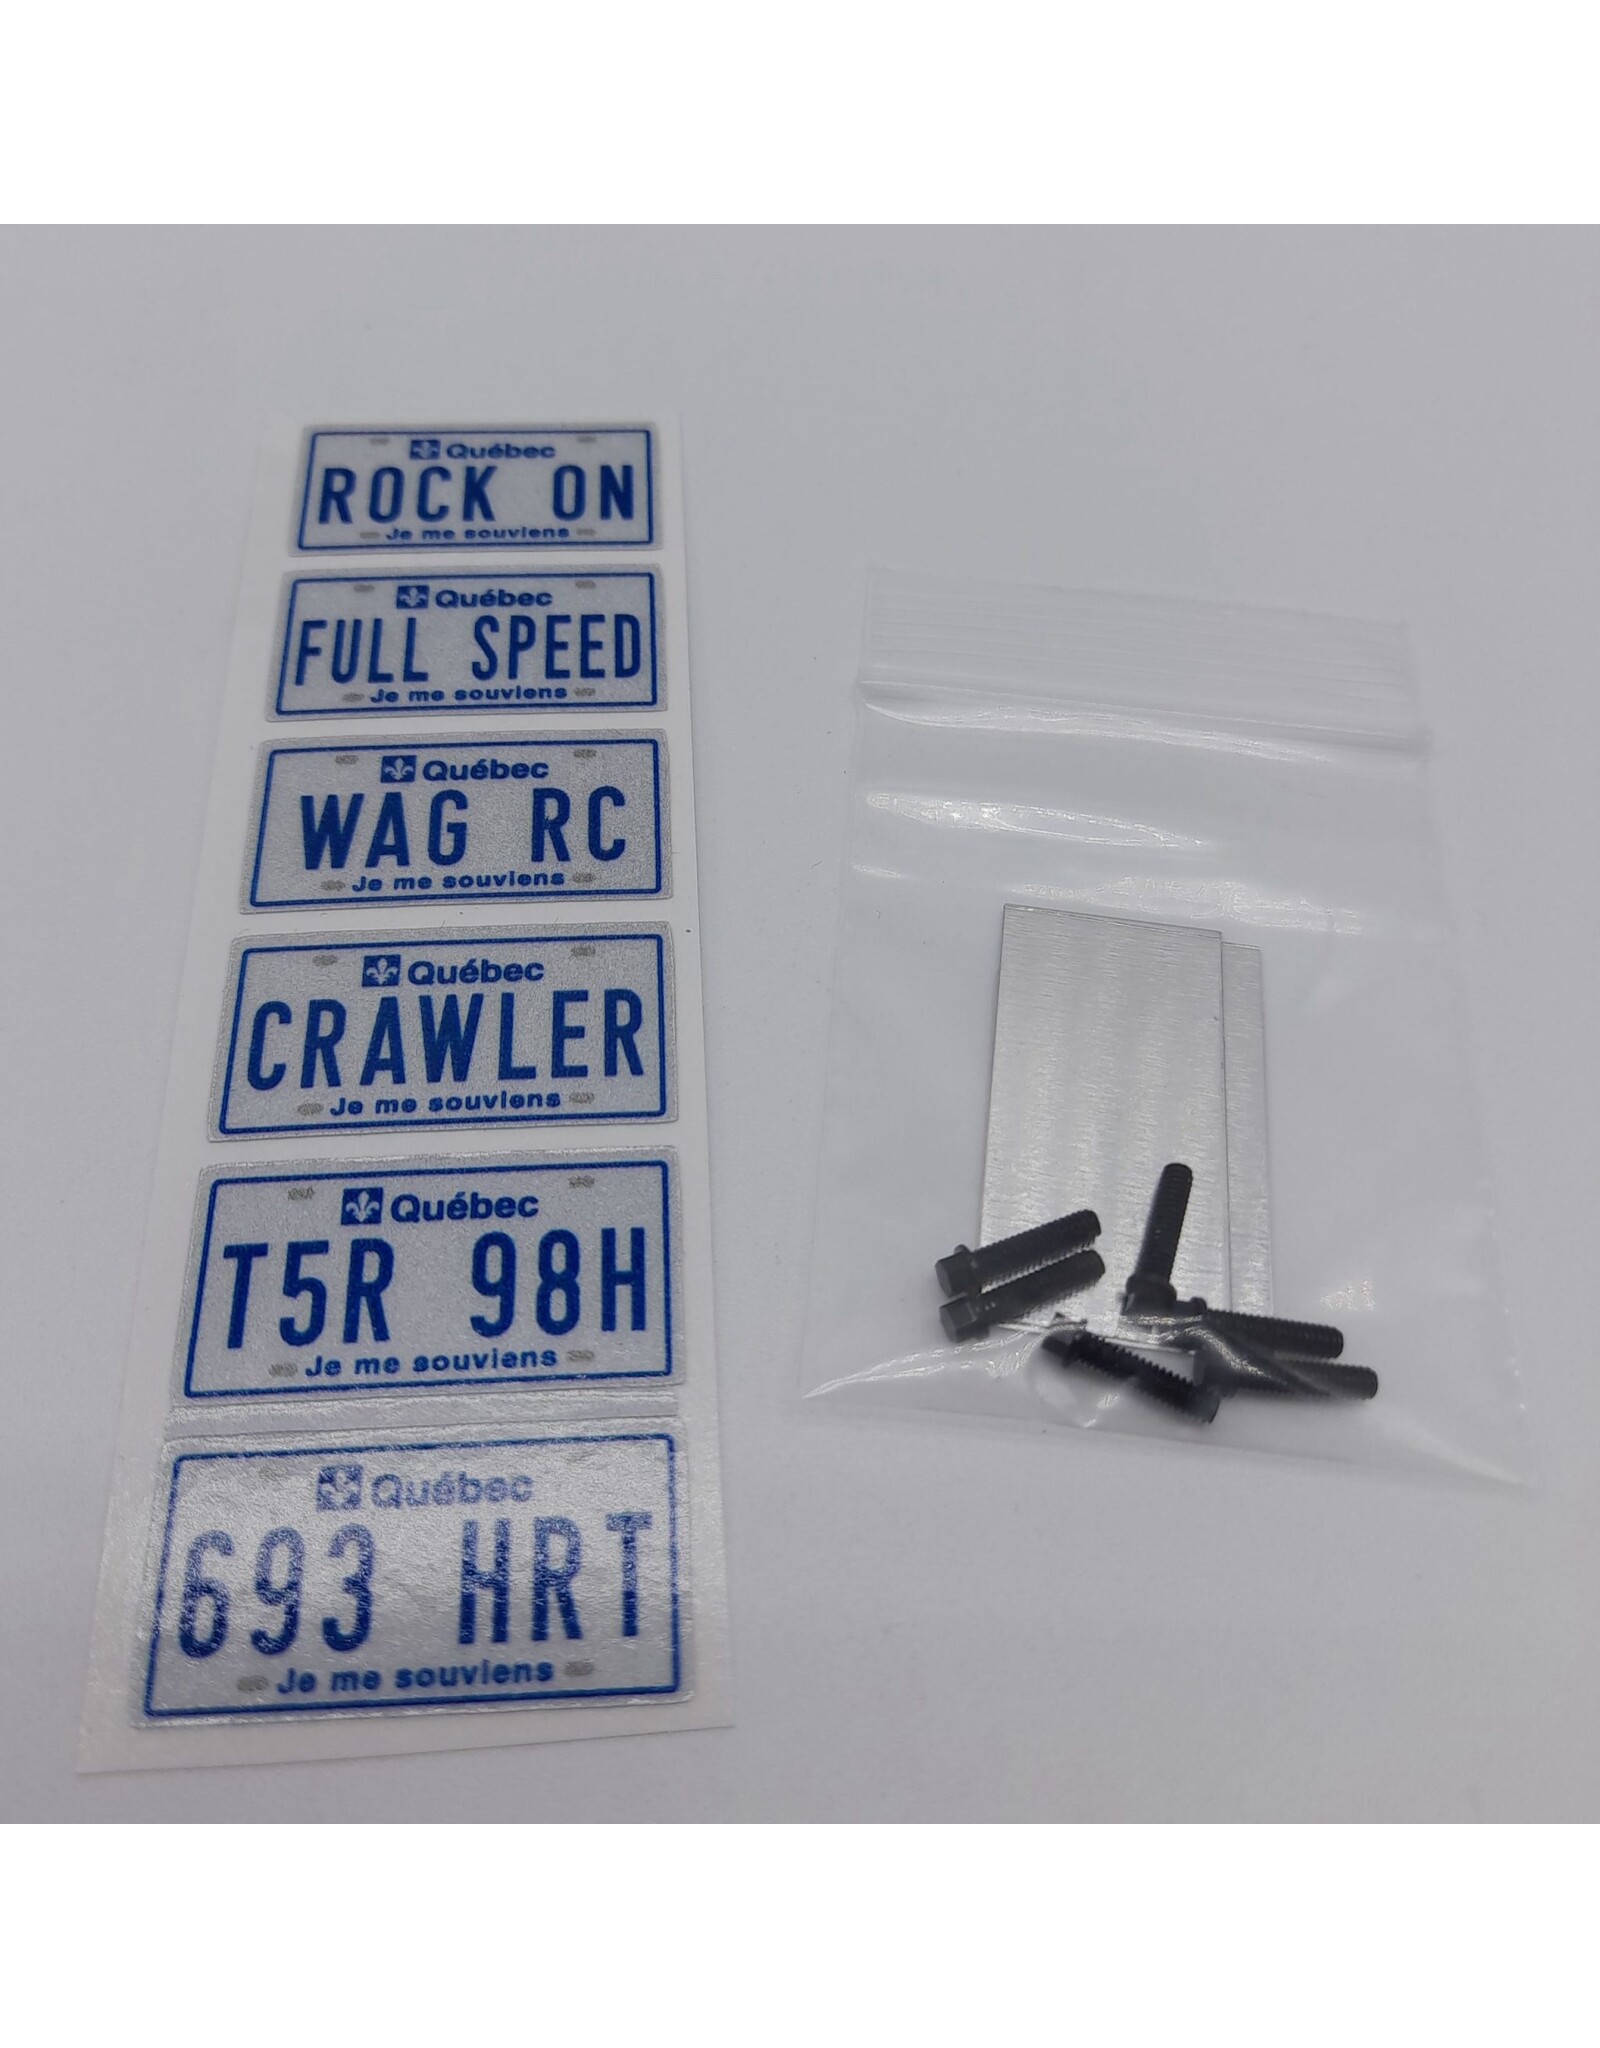 Québec
ROCK ON
Je me souviens
Québec
FULL SPEED
Je me souviens
Québec
WAG RC
Je me souviens
Québec
CRAWLER
Je me souviens
Québec
T5R 98H
Je me souviens
Québec
693 HRT
Je me souviens